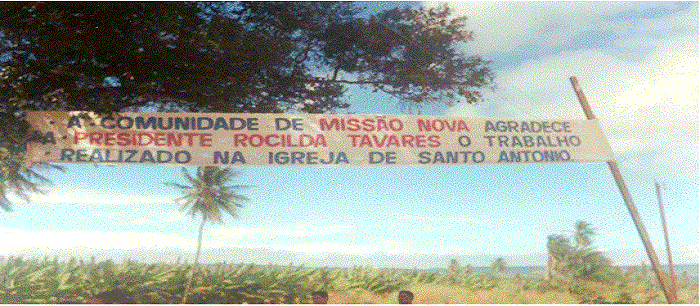 A COMUNIDADE DE MISSÃO NOVA AGRADECE
A PRESIDENTE ROCILDA TAVARES O TRABALHO
REALIZADO NA IGREJA DE SANTO ANTONIO.